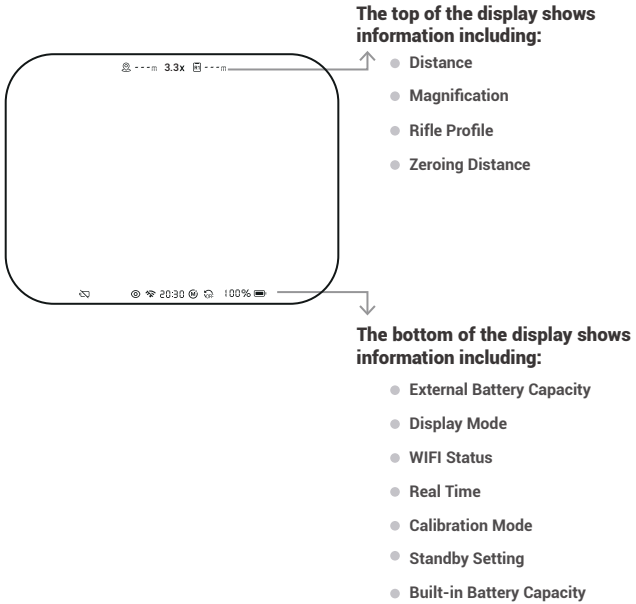 The top of the display shows
information including:
---m 3.3x R1 ---m
Distance
Magnification
Rifle Profile
Zeroing Distance
20:30 M 100%
The bottom of the display shows
information including:
External Battery Capacity
Display Mode
WIFI Status
Real Time
Calibration Mode
Standby Setting
Built-in Battery Capacity